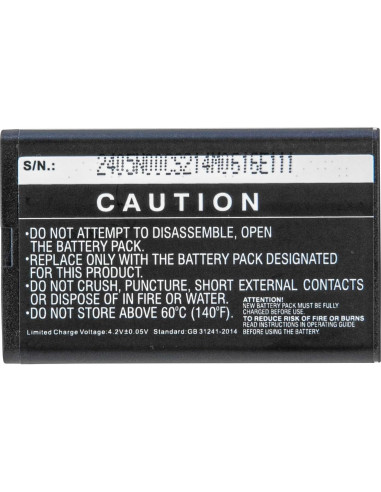 S/N.:
CAUTION
•DO NOT ATTEMPT TO DISASSEMBLE, OPEN
THE BATTERY PACK.
•REPLACE ONLY WITH THE BATTERY PACK DESIGNATED
FOR THIS PRODUCT.
•DO NOT CRUSH, PUNCTURE, SHORT EXTERNAL CONTACTS
OR DISPOSE OF IN FIRE OR WATER.
•DO NOT STORE ABOVE 60°C (140°F).
ATTENTION!
NEW BATTERY PACK MUST BE FULLY
CHARGED BEFORE USE.
TO REDUCE RISK OF FIRE OR BURNS
READ INSTRUCTIONS IN OPERATING GUIDE
BEFORE USING BATTERY.
Limited Charge Voltage:4.2V±0.05V Standard:GB 31241-2014